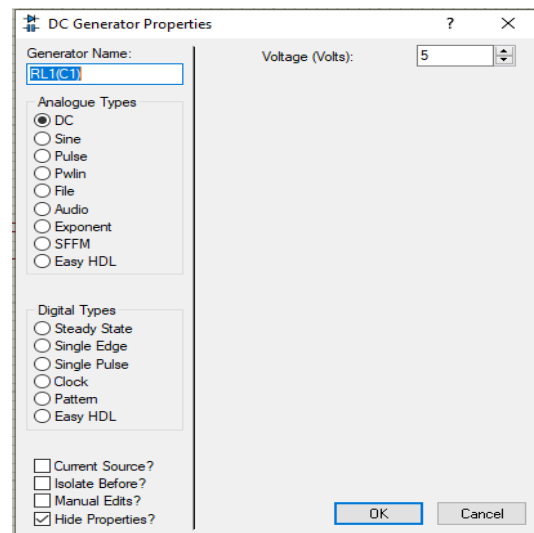 DC Generator Properties ?
Generator Name:
RL1(C1)
Voltage (Volts): 5
Analogue Types
DC
Sine
Pulse
Pwlin
File
Audio
Exponent
SFFM
Easy HDL
Digital Types
Steady State
Single Edge
Single Pulse
Clock
Pattern
Easy HDL
Current Source?
Isolate Before?
Manual Edits?
Hide Properties?
OK Cancel